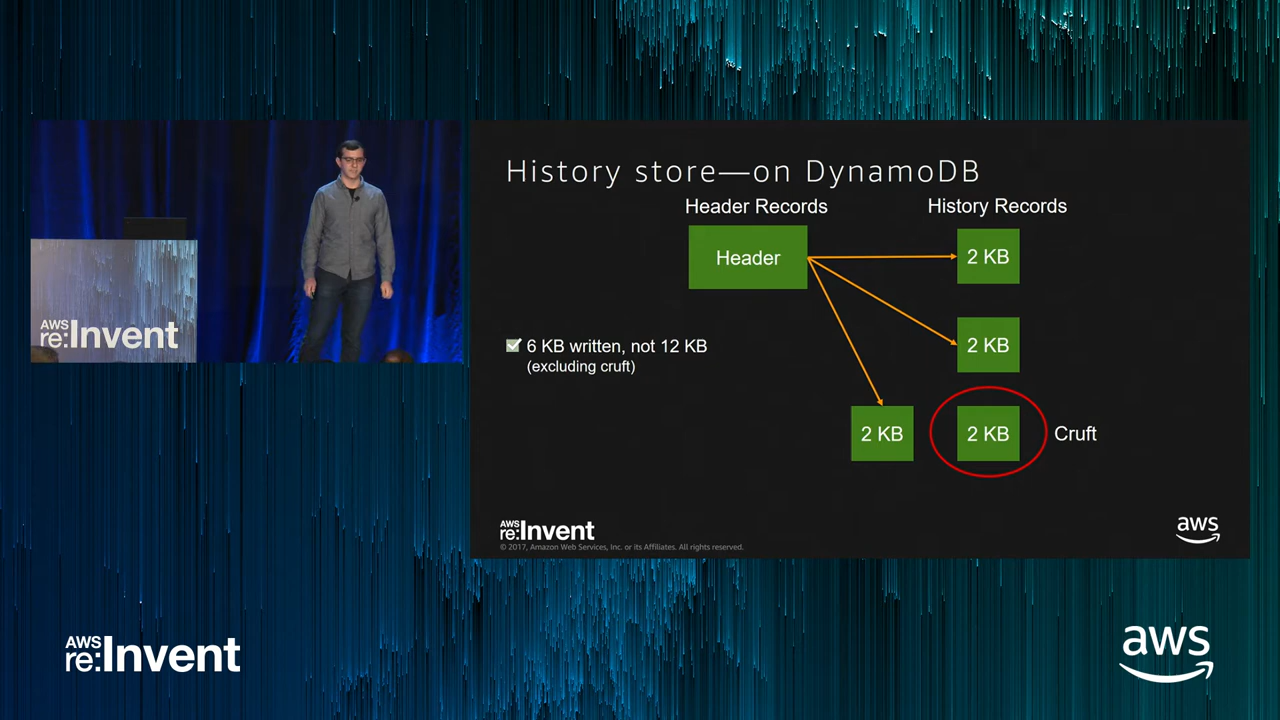 History store—on DynamoDB
Header Records
History Records
Header
2 KB
2 KB
6 KB written, not 12 KB
(excluding cruft)
2 KB
2 KB
Cruft
AWS
re:Invent
© 2017, Amazon Web Services, Inc. or its Affiliates. All rights reserved.
aws
AWS
re:Invent
AWS
re:Invent
aws